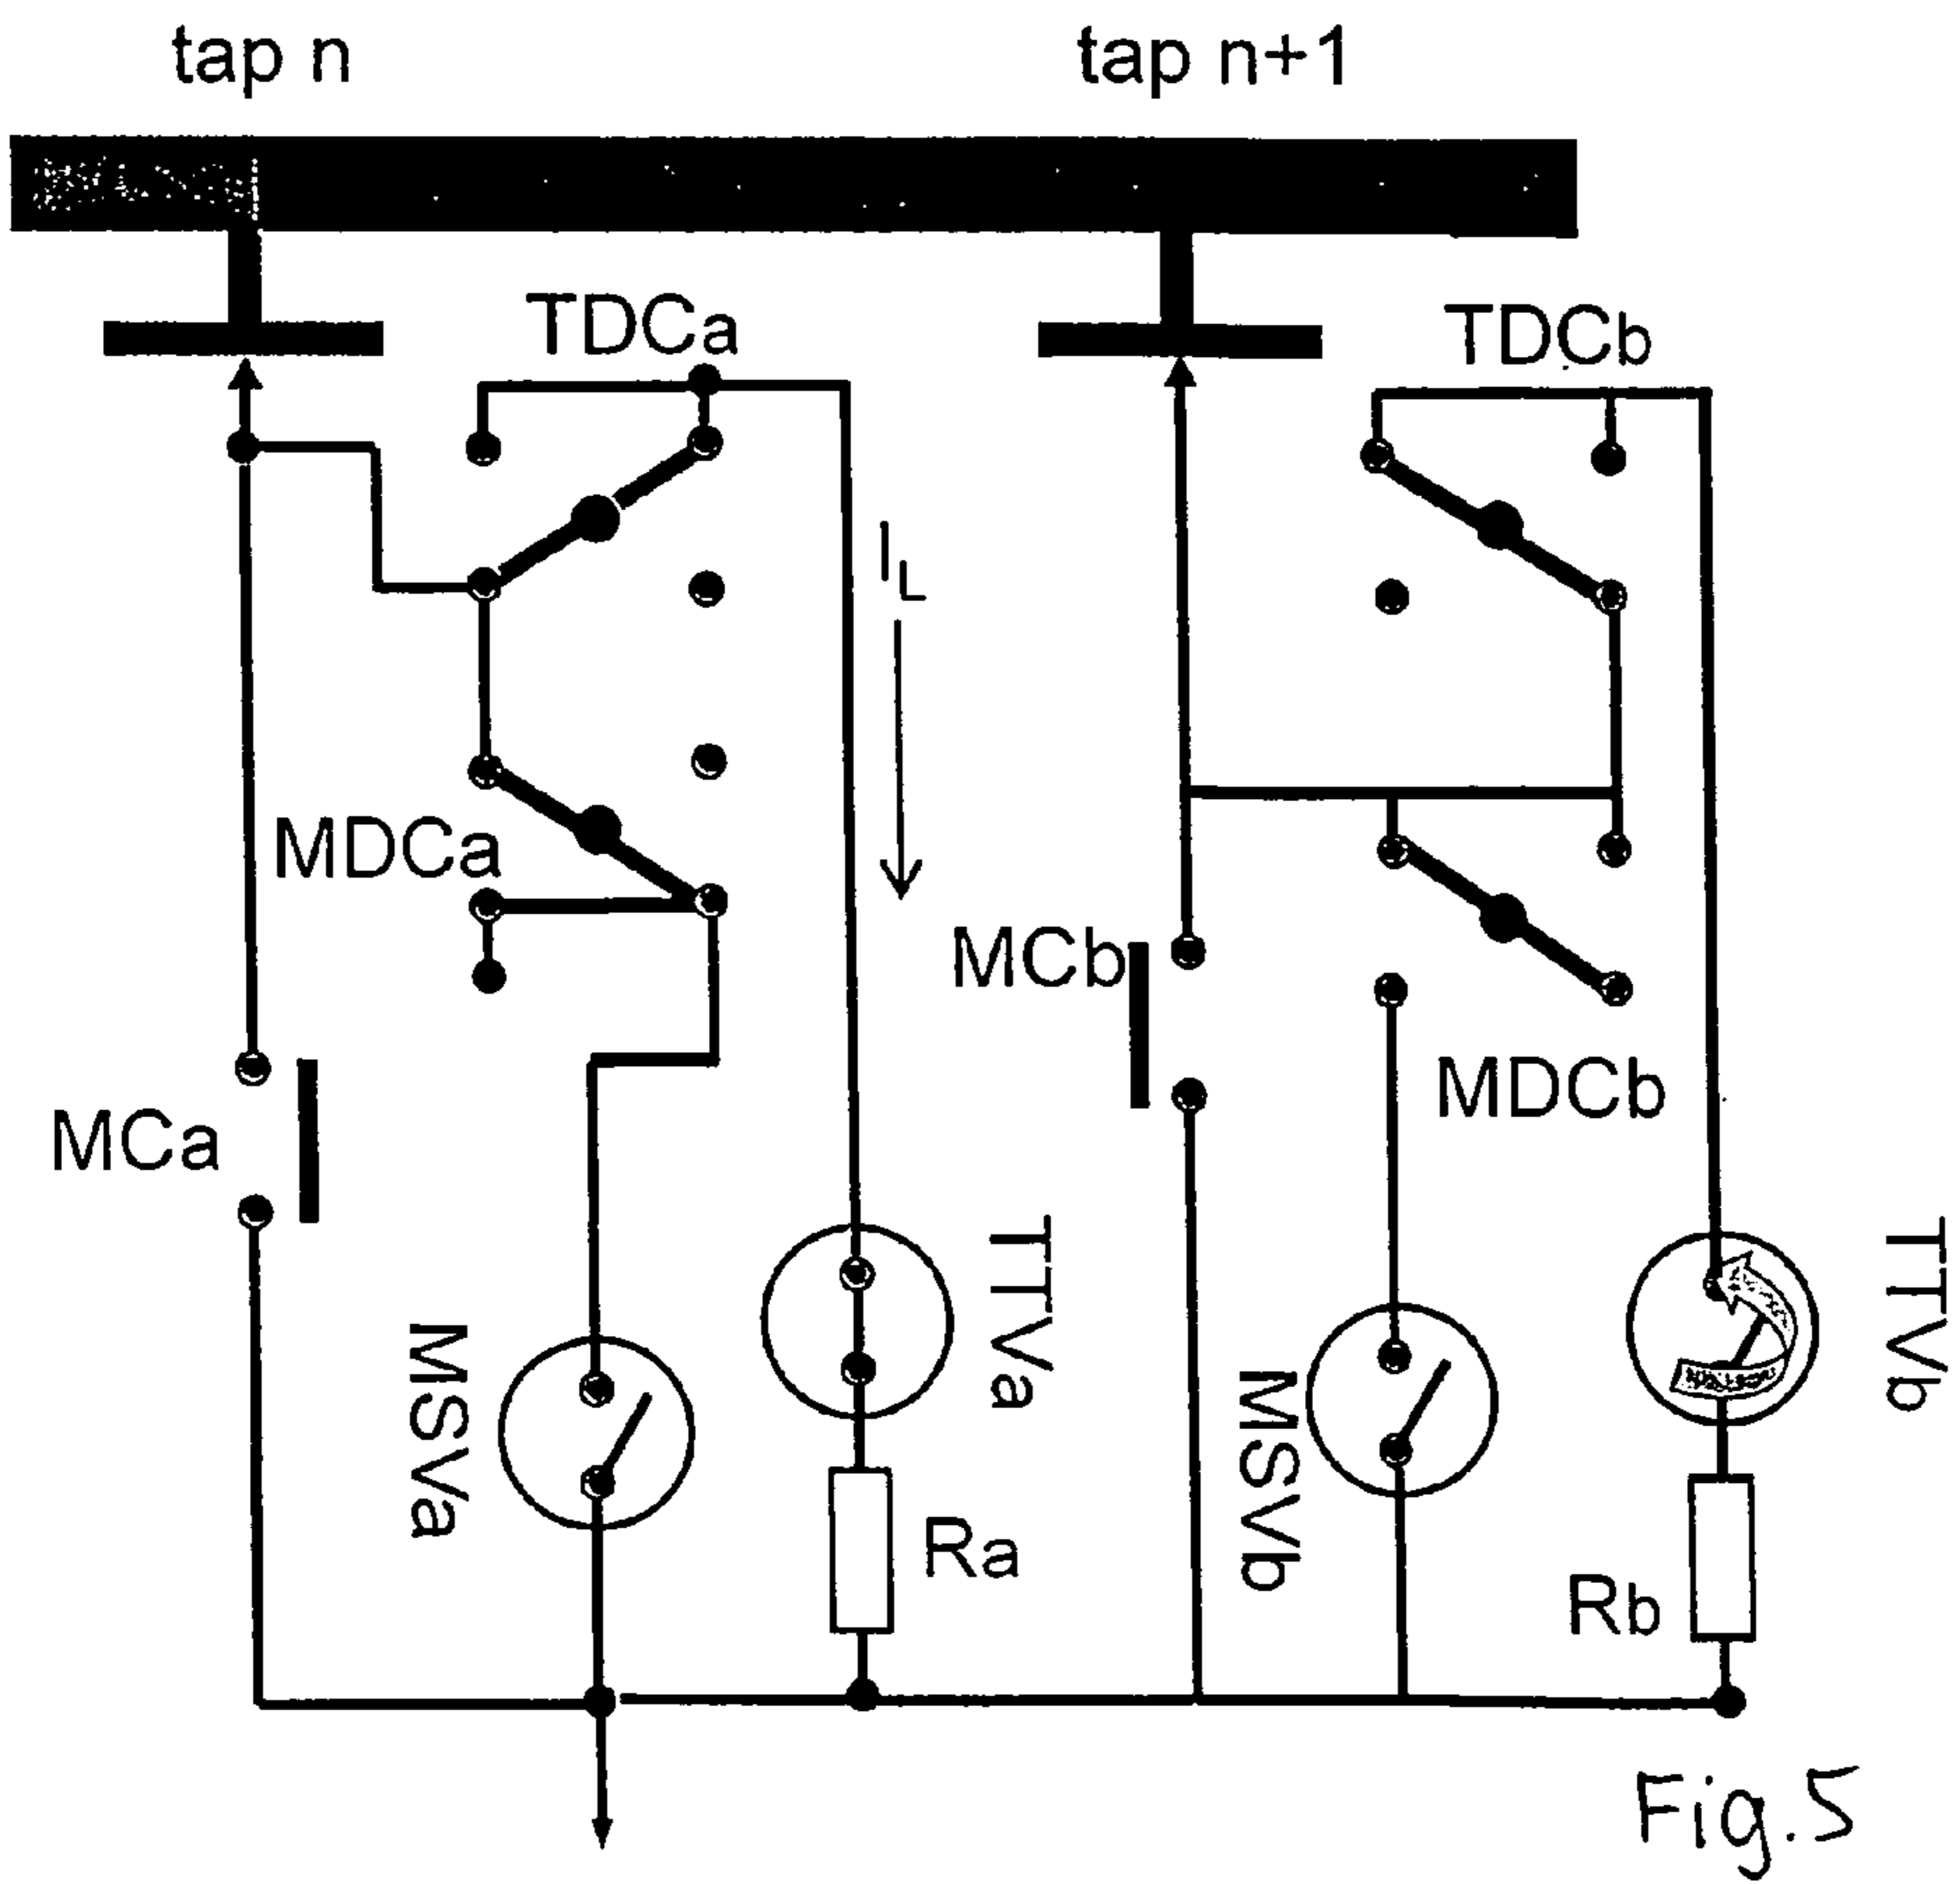 tap n
tap n+1
TDCa
TDCb
IL
MDCa
MCb
MDCb
MCa
TTVa
TTVb
MSVa
MSVb
Ra
Rb
Fig.5